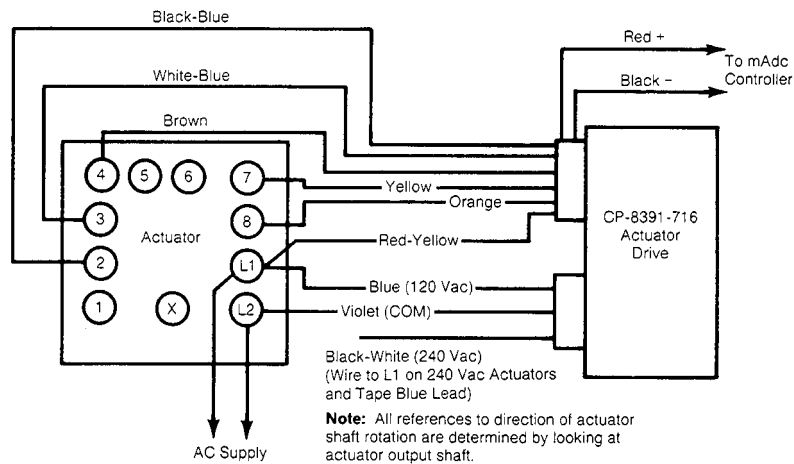 Black-Blue
Red +
To mAdc
Controller
White-Blue
Black −
Brown
4
5
6
7
Yellow
3
8
Orange
CP-8391-716
Actuator
Drive
Actuator
Red-Yellow
2
L1
Blue (120 Vac)
1
X
L2
Violet (COM)
Black-White (240 Vac)
(Wire to L1 on 240 Vac Actuators
and Tape Blue Lead)
Note: All references to direction of actuator
shaft rotation are determined by looking at
actuator output shaft.
AC Supply